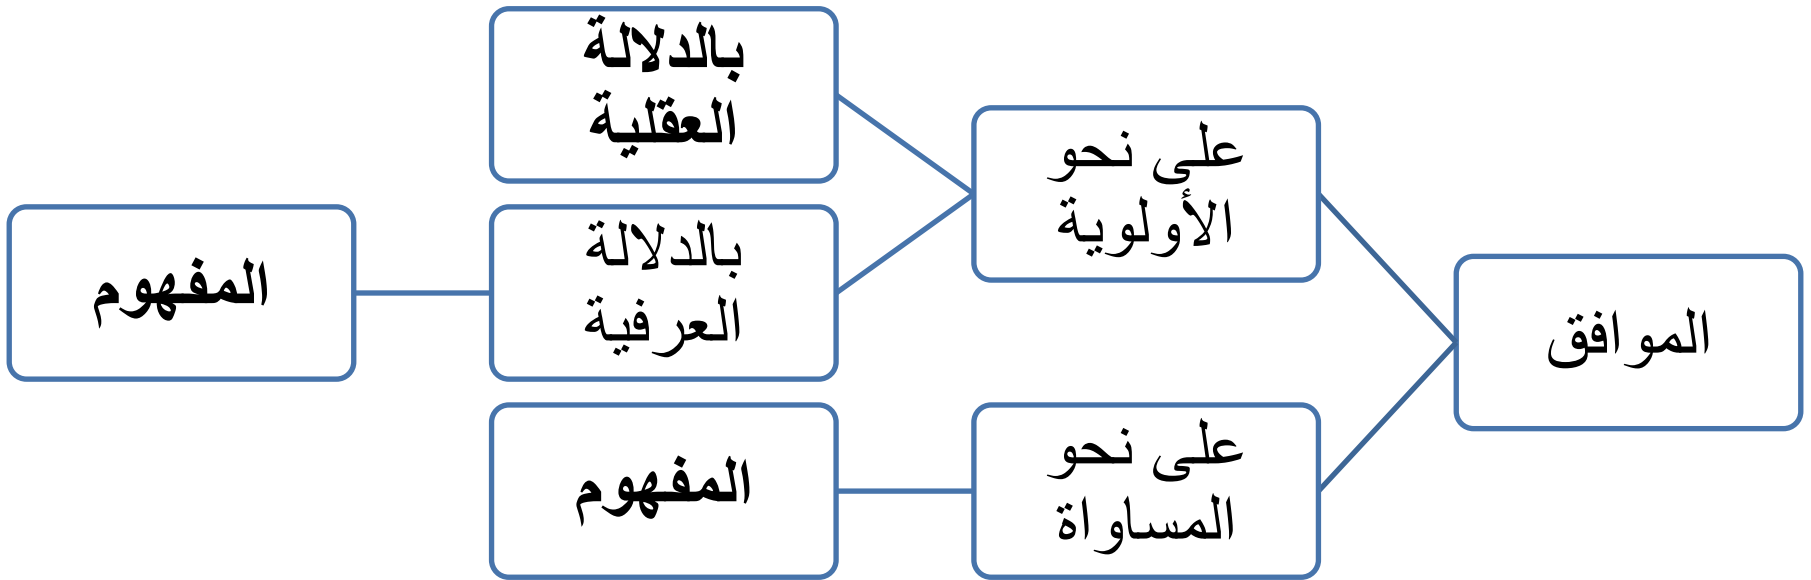 الموافق
على نحو
الأولوية
بالدلالة
العقلية
بالدلالة
العرفية
المفهوم
على نحو
المساواة
المفهوم